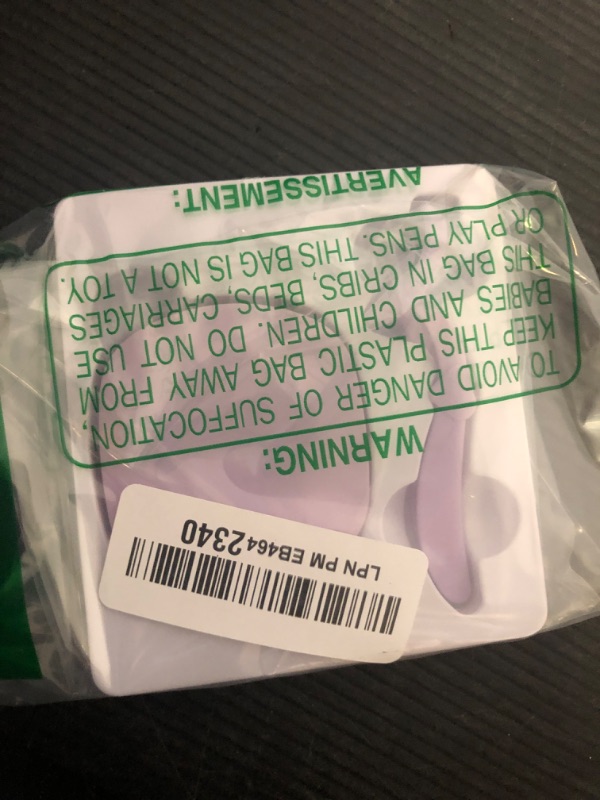 WARNING:
TO AVOID DANGER OF SUFFOCATION,
KEEP THIS PLASTIC BAG AWAY FROM
BABIES AND CHILDREN. DO NOT USE
THIS BAG IN CRIBS, BEDS, CARRIAGES
OR PLAY PENS. THIS BAG IS NOT A TOY.
AVERTISSEMENT:
LPN PM EB4642340